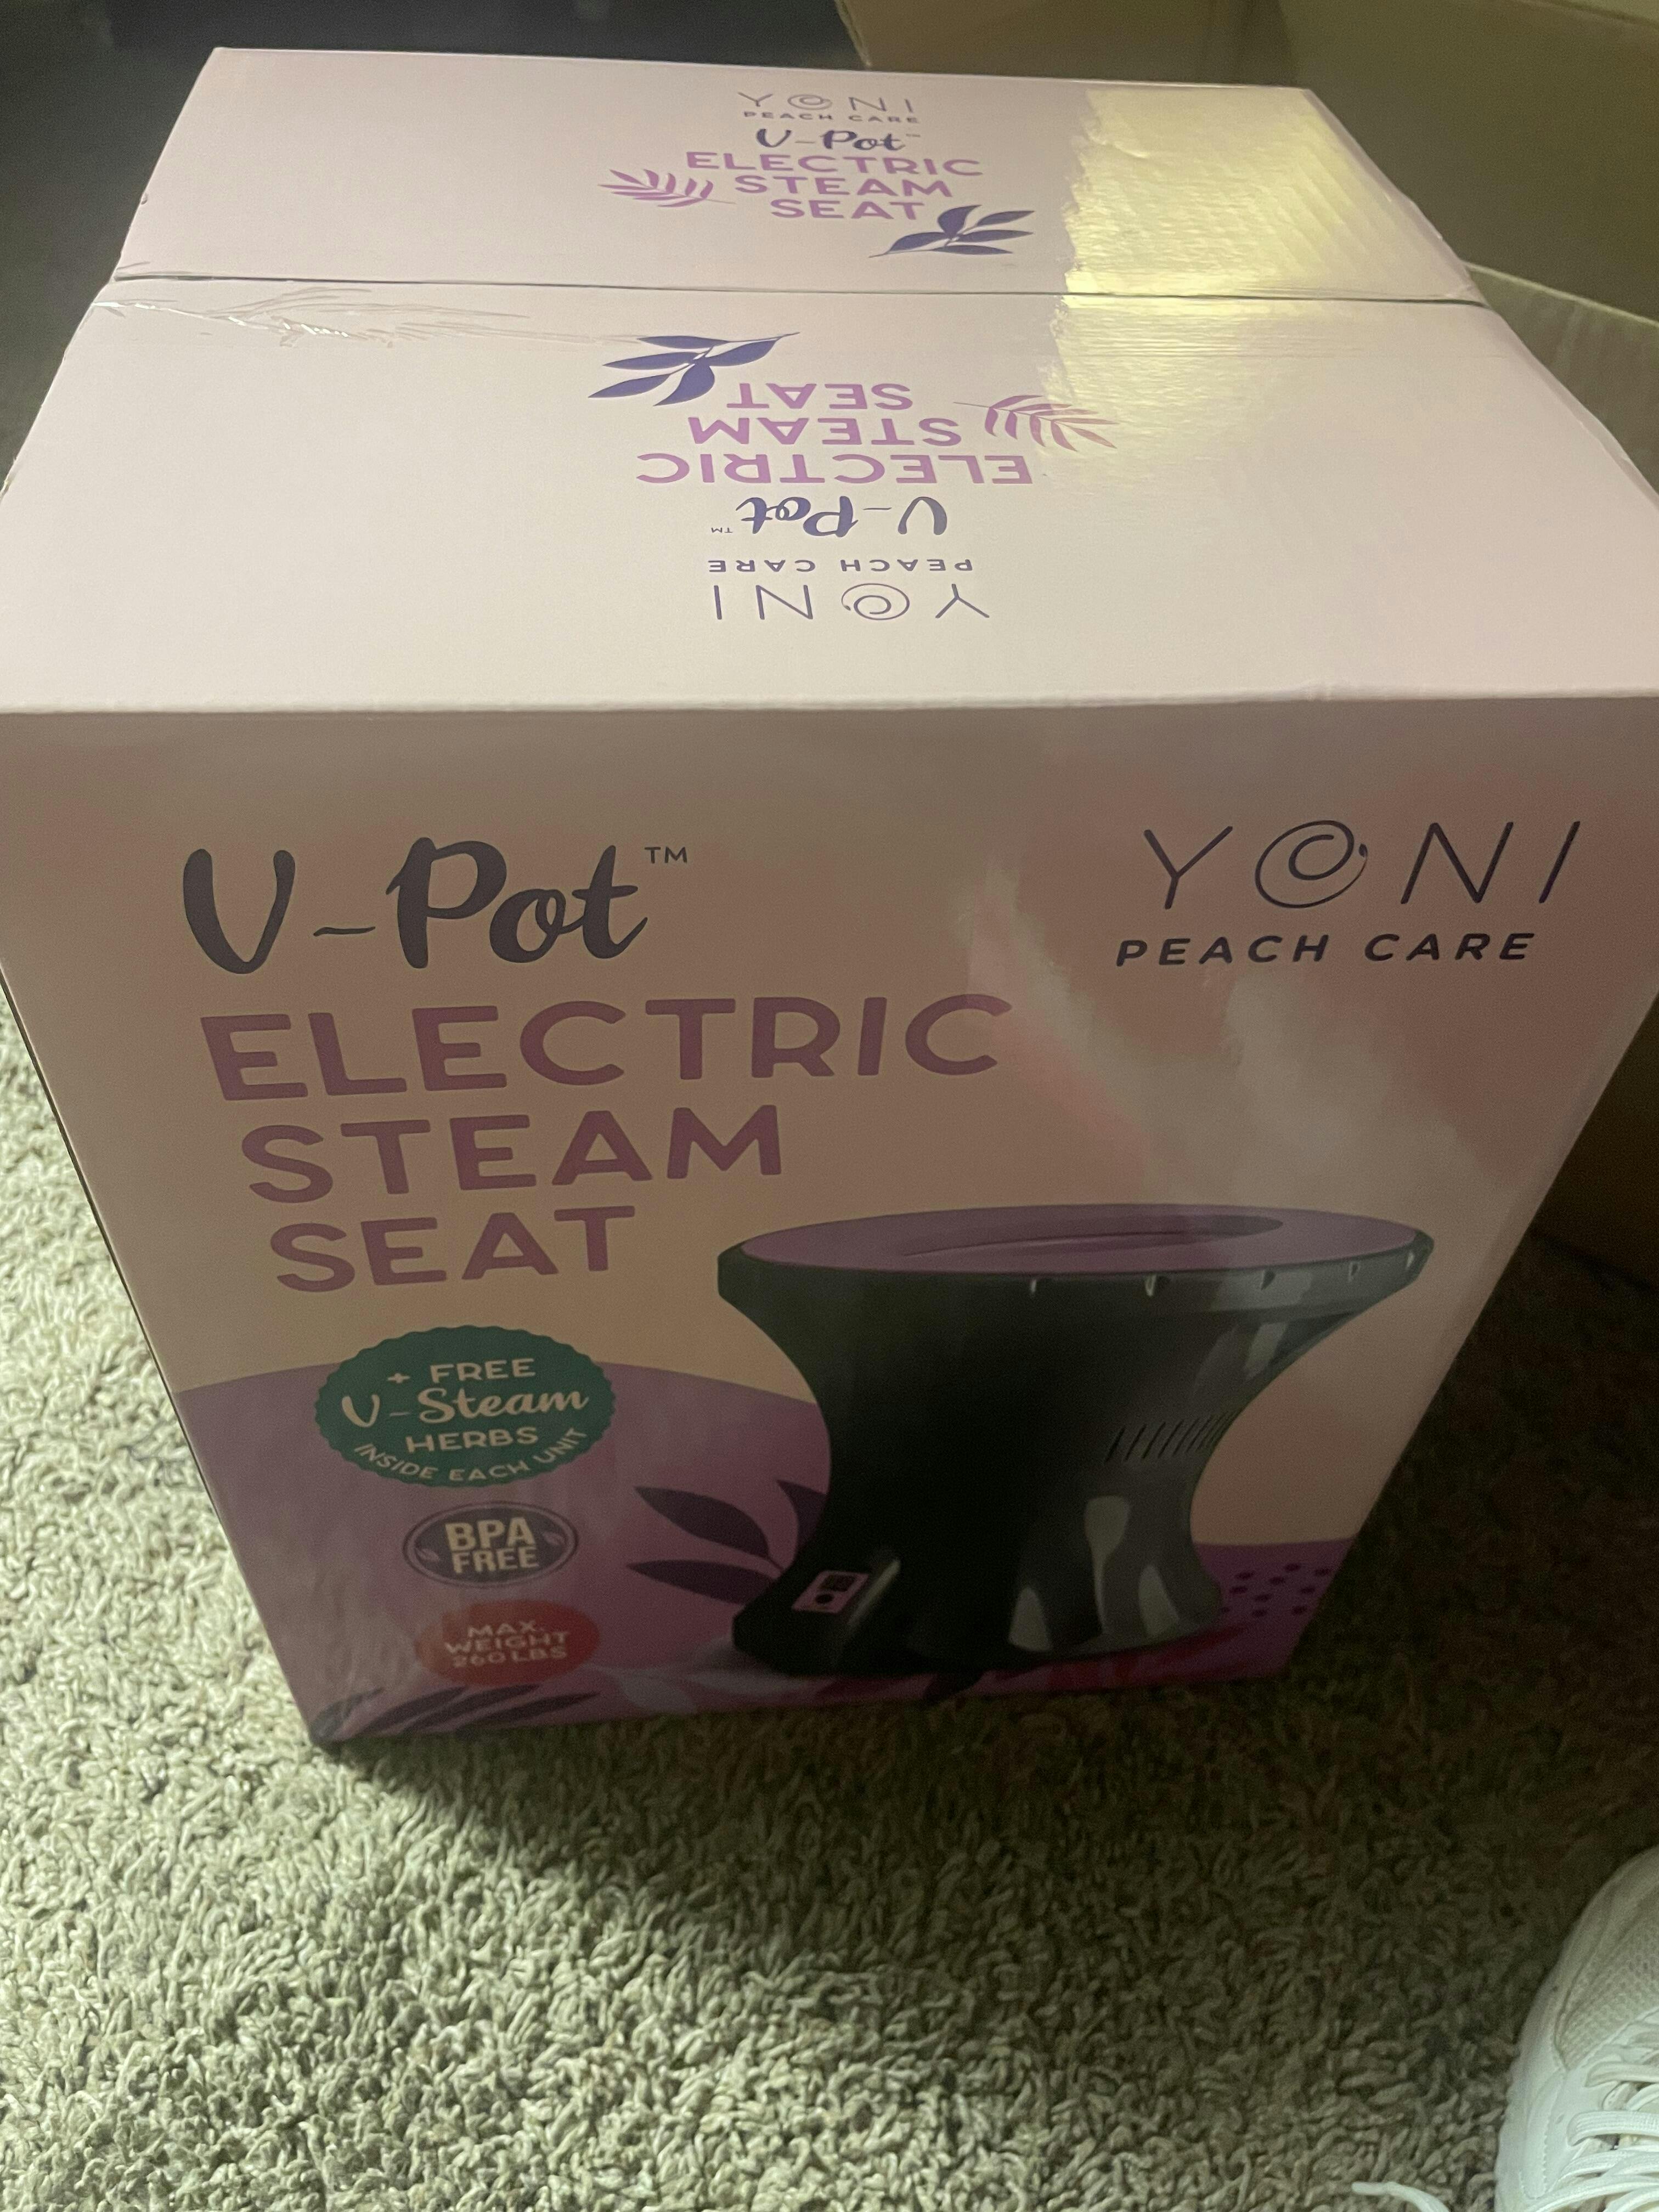 YONI
PEACH CARE
V-Pot™
ELECTRIC
STEAM
SEAT
YONI
PEACH CARE
V-Pot™
ELECTRIC
STEAM
SEAT
V-Pot™
YONI
PEACH CARE
ELECTRIC
STEAM
SEAT
+ FREE
V-Steam
HERBS
INSIDE EACH UNIT
BPA
FREE
MAX.
WEIGHT
260 LBS